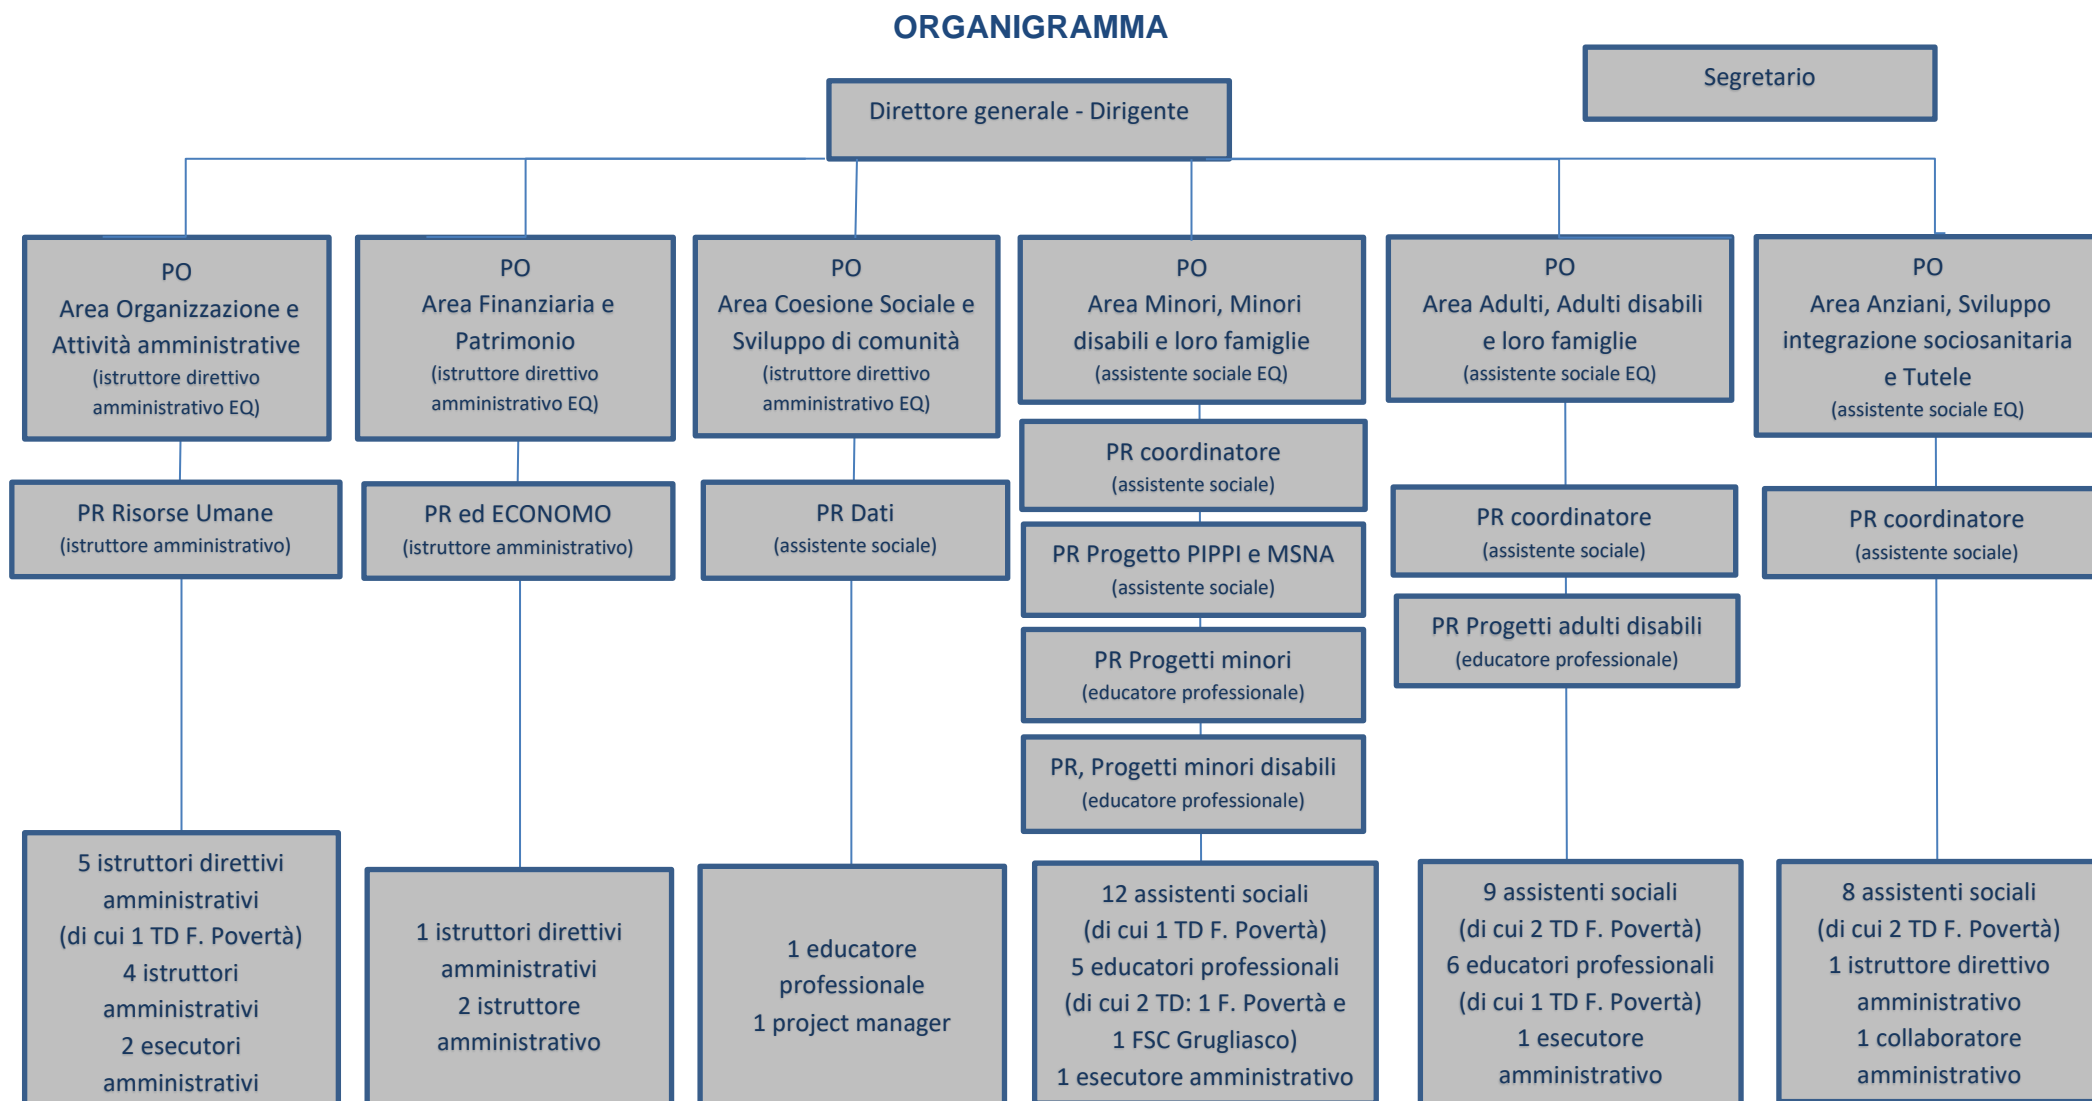 ORGANIGRAMMA
Segretario
Direttore generale - Dirigente
PO
Area Organizzazione e
Attività amministrative
(istruttore direttivo
amministrativo EQ)
PO
Area Finanziaria e
Patrimonio
(istruttore direttivo
amministrativo EQ)
PO
Area Coesione Sociale e
Sviluppo di comunità
(istruttore direttivo
amministrativo EQ)
PO
Area Minori, Minori
disabili e loro famiglie
(assistente sociale EQ)
PO
Area Adulti, Adulti disabili
e loro famiglie
(assistente sociale EQ)
PO
Area Anziani, Sviluppo
integrazione sociosanitaria
e Tutele
(assistente sociale EQ)
PR Risorse Umane
(istruttore amministrativo)
PR ed ECONOMO
(istruttore amministrativo)
PR Dati
(assistente sociale)
PR coordinatore
(assistente sociale)
PR Progetto PIPPI e MSNA
(assistente sociale)
PR Progetti minori
(educatore professionale)
PR, Progetti minori disabili
(educatore professionale)
PR coordinatore
(assistente sociale)
PR Progetti adulti disabili
(educatore professionale)
PR coordinatore
(assistente sociale)
5 istruttori direttivi
amministrativi
(di cui 1 TD F. Povertà)
4 istruttori
amministrativi
2 esecutori
amministrativi
1 istruttori direttivi
amministrativi
2 istruttore
amministrativo
1 educatore
professionale
1 project manager
12 assistenti sociali
(di cui 1 TD F. Povertà)
5 educatori professionali
(di cui 2 TD: 1 F. Povertà e
1 FSC Grugliasco)
1 esecutore amministrativo
9 assistenti sociali
(di cui 2 TD F. Povertà)
6 educatori professionali
(di cui 1 TD F. Povertà)
1 esecutore
amministrativo
8 assistenti sociali
(di cui 2 TD F. Povertà)
1 istruttore direttivo
amministrativo
1 collaboratore
amministrativo